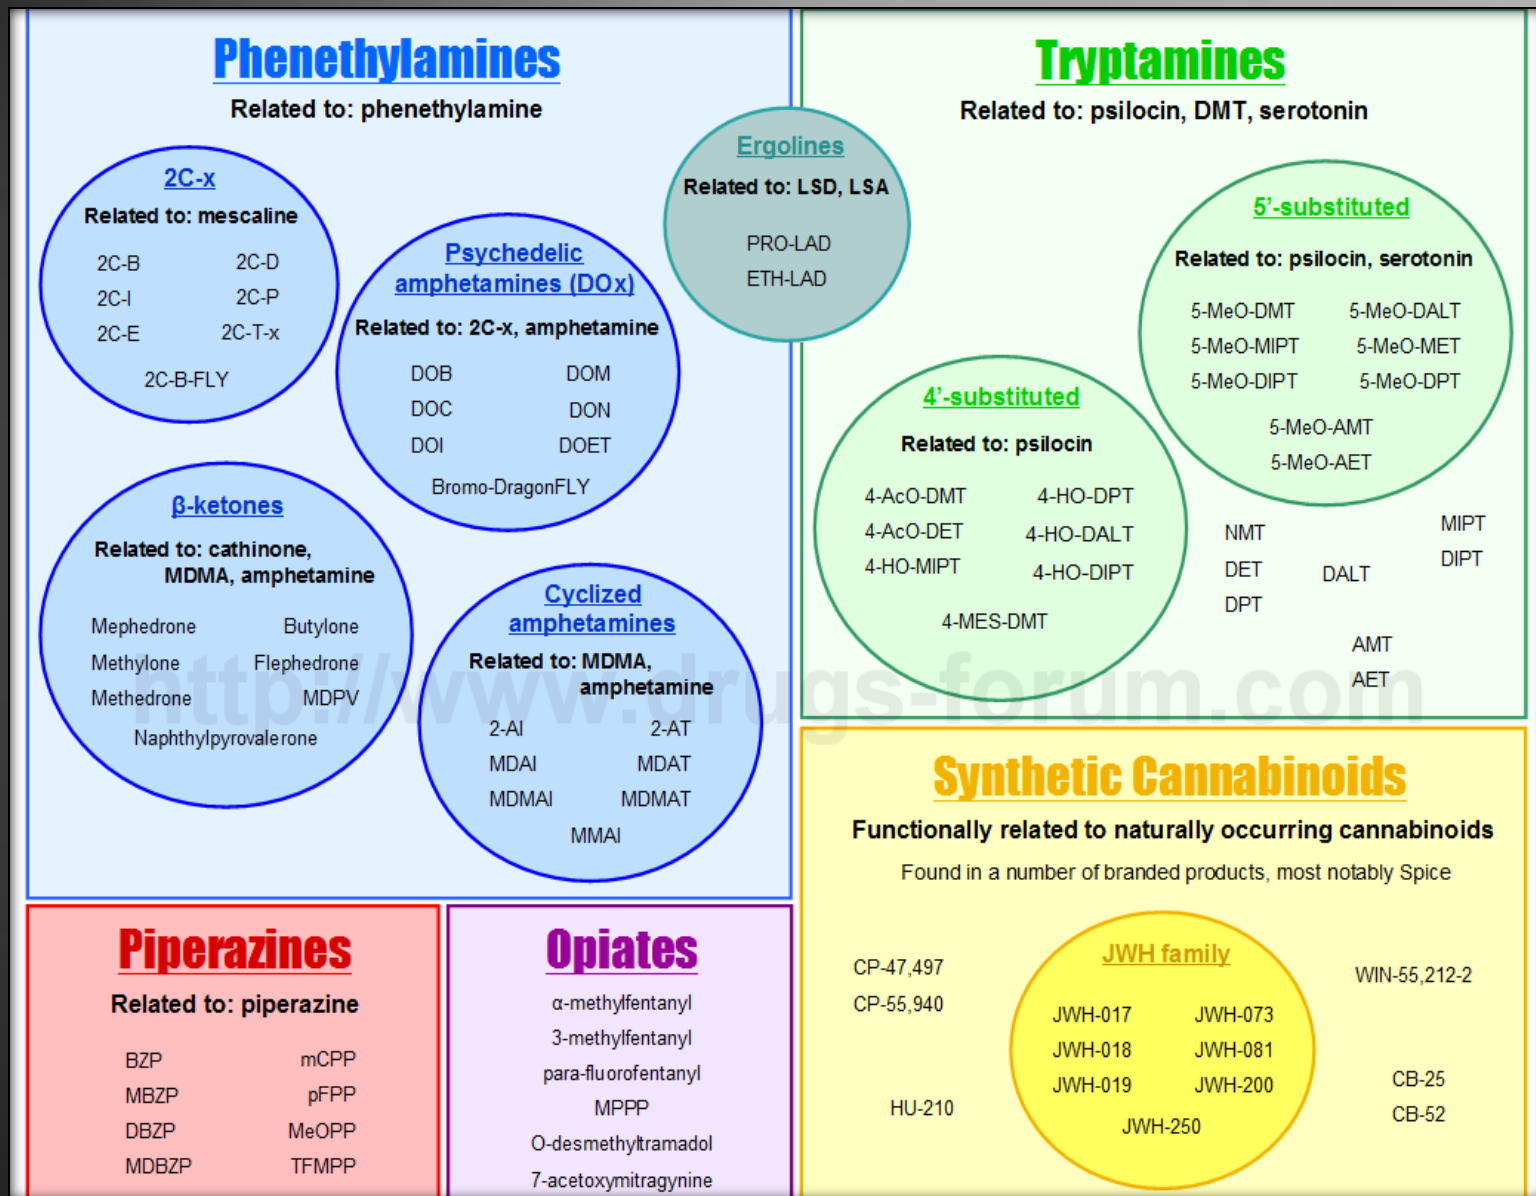 Phenethylamines
Related to: phenethylamine
2C-x
Related to: mescaline
2C-B 2C-D
2C-I 2C-P
2C-E 2C-T-x
2C-B-FLY
Psychedelic
amphetamines (DOx)
Related to: 2C-x, amphetamine
DOB DOM
DOC DON
DOI DOET
Bromo-DragonFLY
β-ketones
Related to: cathinone,
MDMA, amphetamine
Mephedrone Butylone
Methylone Flephedrone
Methedrone MDPV
Naphthylpyrovalerone
Cyclized
amphetamines
Related to: MDMA,
amphetamine
2-AI 2-AT
MDAI MDAT
MDMAI MDMAT
MMAI
Ergolines
Related to: LSD, LSA
PRO-LAD
ETH-LAD
Tryptamines
Related to: psilocin, DMT, serotonin
5'-substituted
Related to: psilocin, serotonin
5-MeO-DMT 5-MeO-DALT
5-MeO-MIPT 5-MeO-MET
5-MeO-DIPT 5-MeO-DPT
5-MeO-AMT
5-MeO-AET
4'-substituted
Related to: psilocin
4-AcO-DMT 4-HO-DPT
4-AcO-DET 4-HO-DALT
4-HO-MIPT 4-HO-DIPT
4-MES-DMT
NMT
DET
DPT
DALT
MIPT
DIPT
AMT
AET
http://www.drugs-forum.com
Piperazines
Related to: piperazine
BZP mCPP
MBZP pFPP
DBZP MeOPP
MDBZP TFMPP
Opiates
α-methylfentanyl
3-methylfentanyl
para-fluorofentanyl
MPPP
O-desmethyltramadol
7-acetoxymitragynine
Synthetic Cannabinoids
Functionally related to naturally occurring cannabinoids
Found in a number of branded products, most notably Spice
CP-47,497
CP-55,940
HU-210
JWH family
JWH-017 JWH-073
JWH-018 JWH-081
JWH-019 JWH-200
JWH-250
WIN-55,212-2
CB-25
CB-52